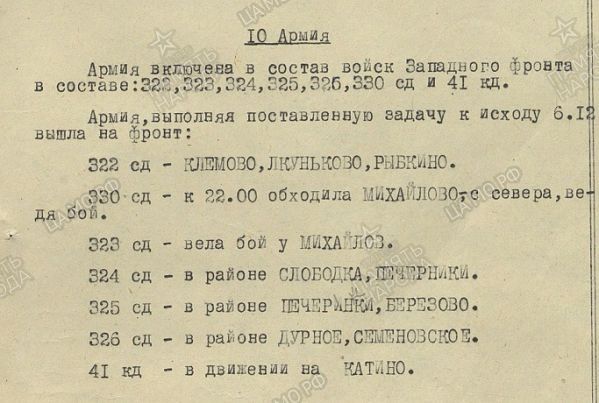 10 Армия
Армия включена в состав войск Западного фронта
в составе:322,323,324,325,326,330 сд и 41 кд.
Армия,выполняя поставленную задачу к исходу 6.12
вышла на фронт:
322 сд - КЛЕМОВО,ЛКУНЬКОВО,РЫБКИНО.
330 сд - к 22.00 обходила МИХАЙЛОВО,с севера,ве-
дя бой.
323 сд - вела бой у МИХАЙЛОВ.
324 сд - в районе СЛОБОДКА,ПЕЧЕРНИКИ.
325 сд - в районе ПЕЧЕРИНКИ,БЕРЕЗОВО.
326 сд - в районе ДУРНОЕ,СЕМЕНОВСКОЕ.
41 кд - в движении на КАТИНО.